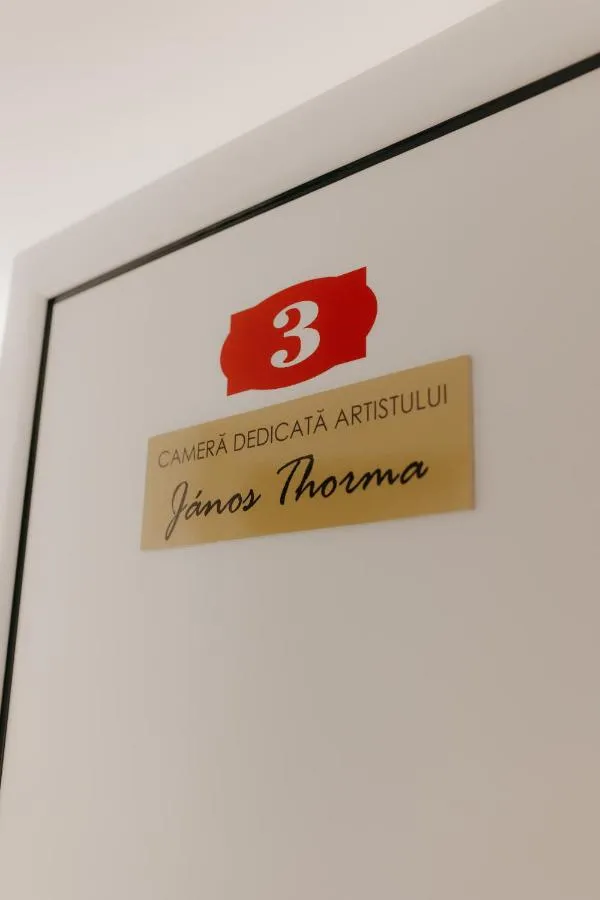 3
CAMERĂ DEDICATĂ ARTISTULUI
János Thorma